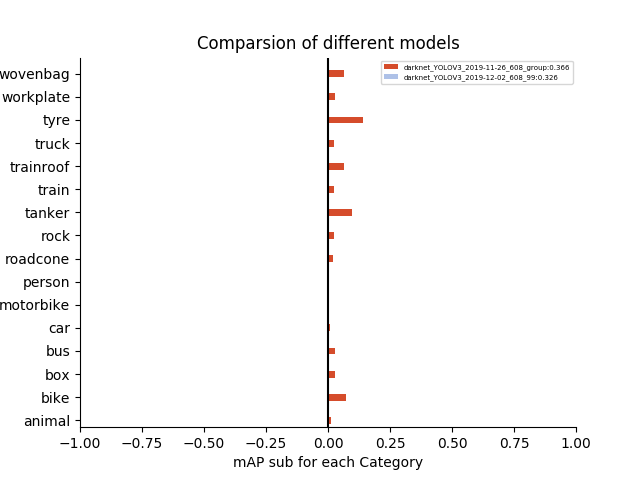 Comparsion of different models
darknet_YOLOV3_2019-11-26_608_group:0.366
darknet_YOLOV3_2019-12-02_608_99:0.326
wovenbag
workplate
tyre
truck
trainroof
train
tanker
rock
roadcone
person
motorbike
car
bus
box
bike
animal
−1.00 −0.75 −0.50 −0.25 0.00 0.25 0.50 0.75 1.00
mAP sub for each Category